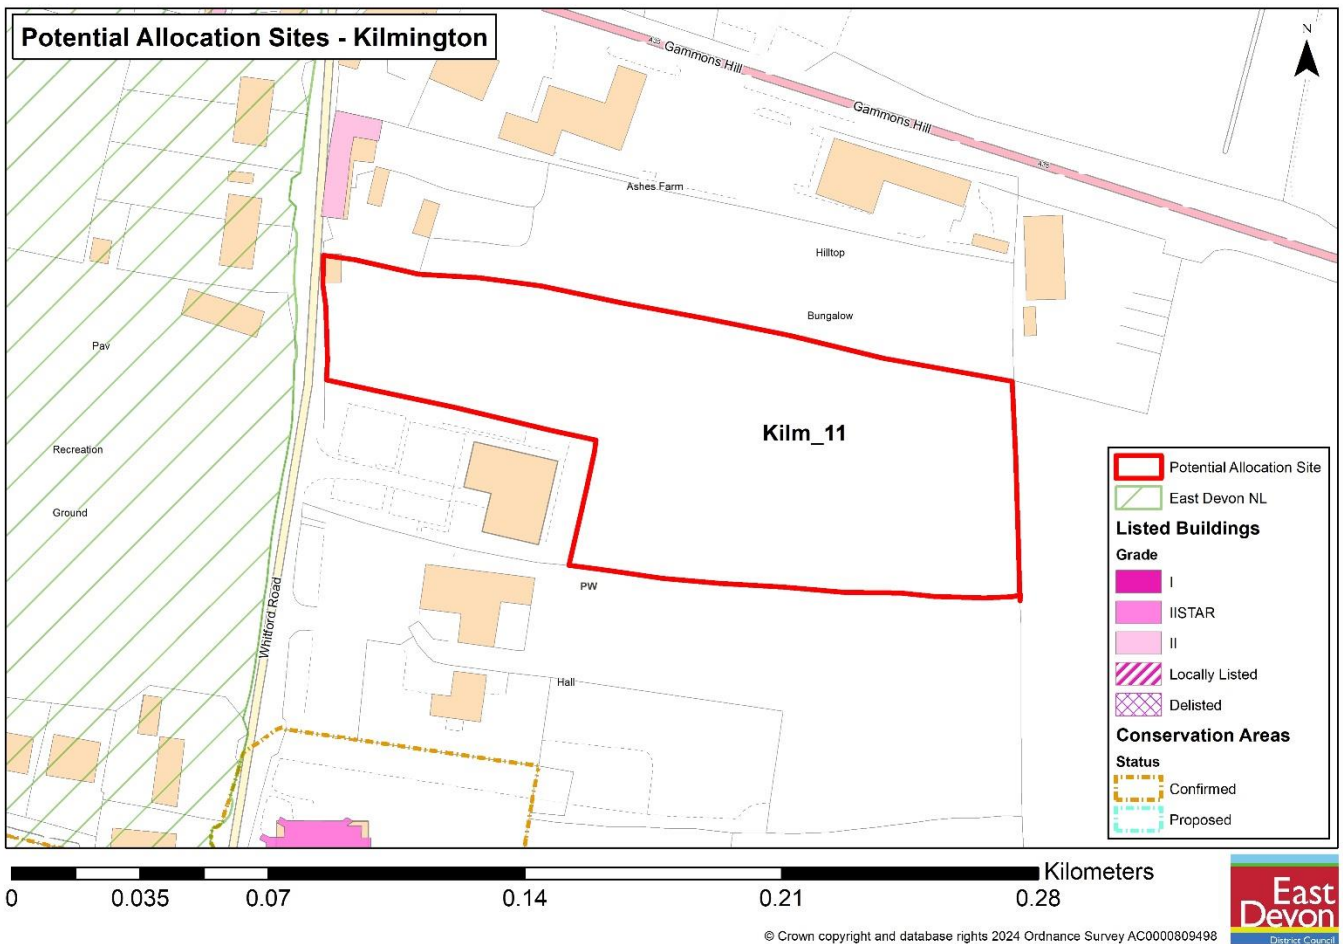 Potential Allocation Sites - Kilmington
N
A35
Gammons Hill
Gammons Hill
A35
Ashes Farm
Hilltop
Bungalow
Pav
Kilm_11
Recreation
Ground
PW
Whitford Road
Hall
Potential Allocation Site
East Devon NL
Listed Buildings
Grade
I
IISTAR
II
Locally Listed
Delisted
Conservation Areas
Status
Confirmed
Proposed
Kilometers
0 0.035 0.07 0.14 0.21 0.28
East
Devon
District Council
© Crown copyright and database rights 2024 Ordnance Survey AC0000809498